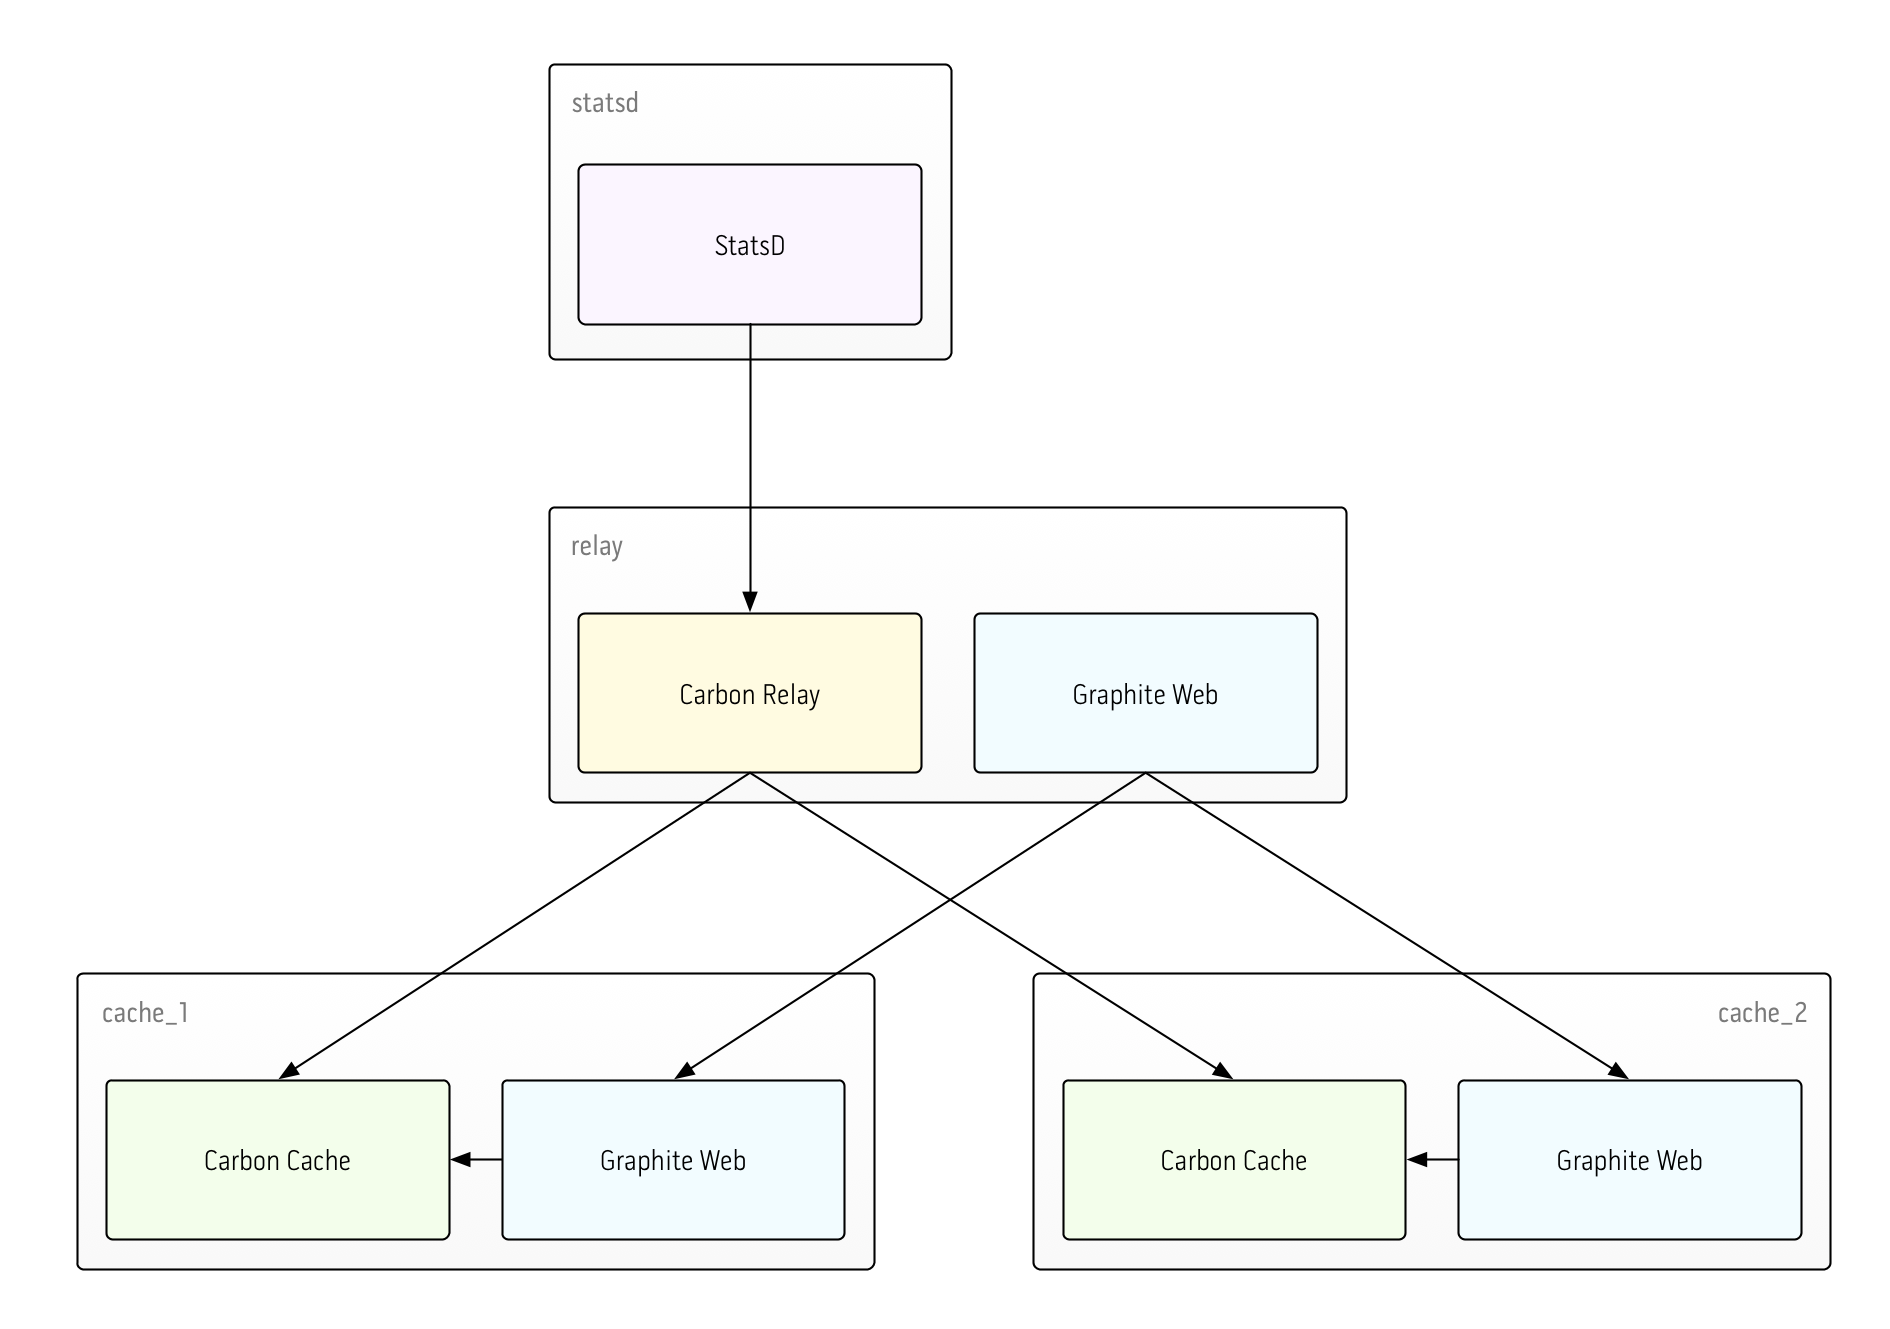 statsd
StatsD
relay
Carbon Relay
Graphite Web
cache_1
Carbon Cache
Graphite Web
cache_2
Carbon Cache
Graphite Web